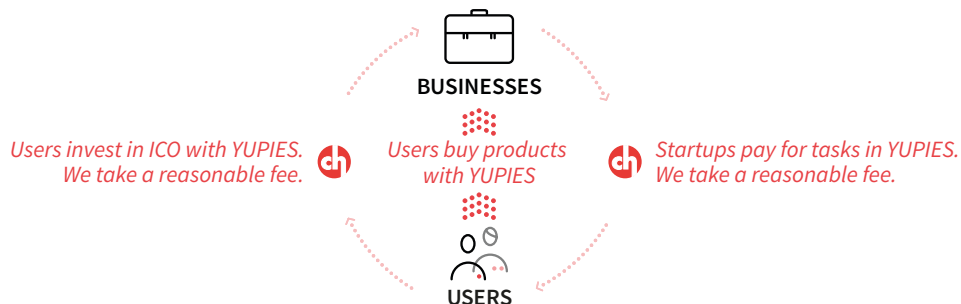 BUSINESSES
Users invest in ICO with YUPIES.
We take a reasonable fee.
Users buy products
with YUPIES
Startups pay for tasks in YUPIES.
We take a reasonable fee.
USERS